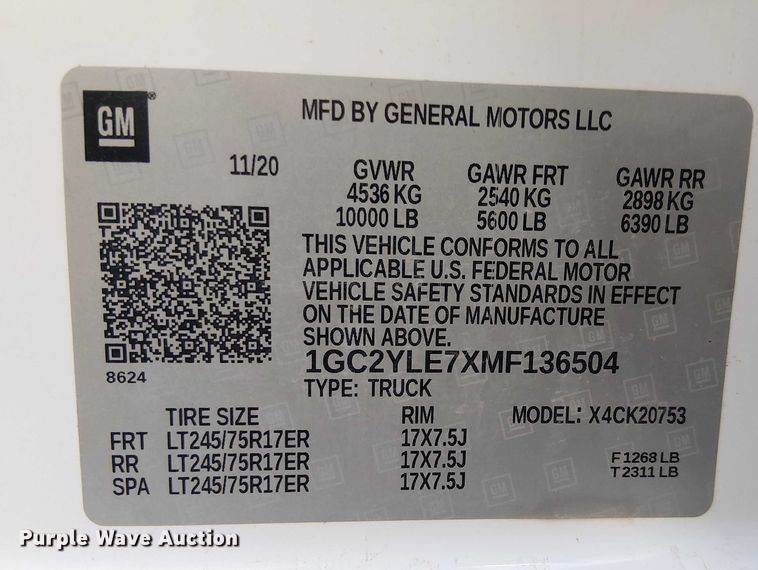 GM
MFD BY GENERAL MOTORS LLC
11/20 GVWR GAWR FRT GAWR RR
4536 KG 2540 KG 2898 KG
10000 LB 5600 LB 6390 LB
THIS VEHICLE CONFORMS TO ALL
APPLICABLE U.S. FEDERAL MOTOR
VEHICLE SAFETY STANDARDS IN EFFECT
ON THE DATE OF MANUFACTURE
SHOWN ABOVE.
8624
1GC2YLE7XMF136504
TYPE: TRUCK
TIRE SIZE RIM MODEL: X4CK20753
FRT LT245/75R17ER 17X7.5J
RR LT245/75R17ER 17X7.5J F1268 LB
SPA LT245/75R17ER 17X7.5J T2311 LB
Purple Wave Auction